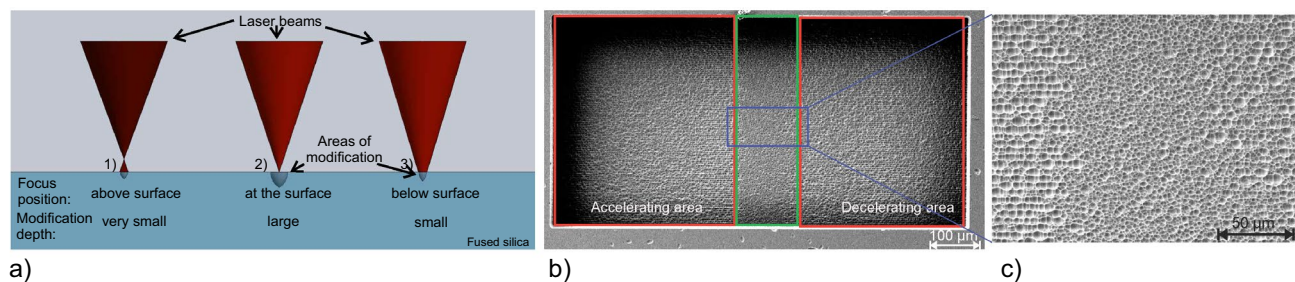 Laser beams
1)
2)
3)
Areas of
modification
Focus
position:
above surface
at the surface
below surface
Modification
depth:
very small
large
small
Fused silica
a)
Accelerating area
Decelerating area
100 µm
b)
50 µm
c)